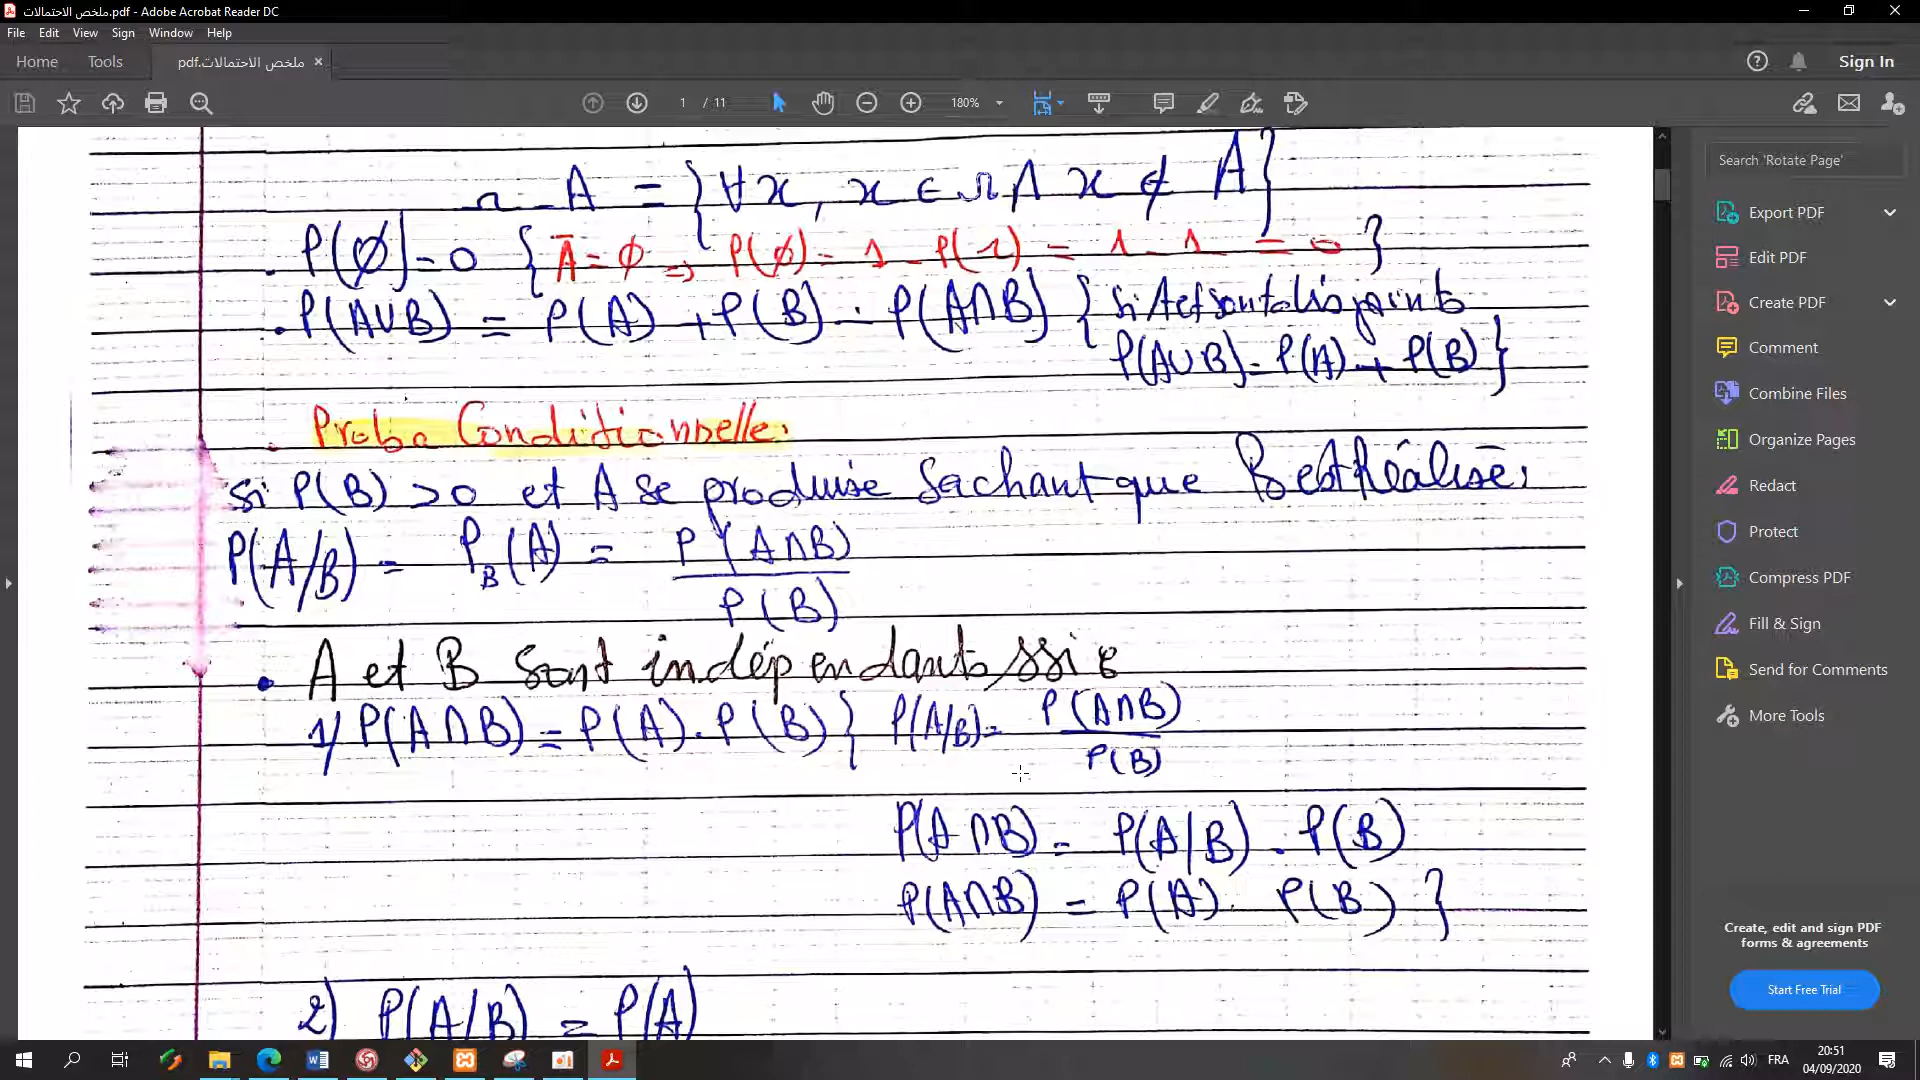 ملخص الاحتمالات.pdf - Adobe Acrobat Reader DC
File Edit View Sign Window Help
Home Tools ملخص الاحتمالات.pdf × Sign In
1 / 11 180%
Ω - A = {∀x, x ∈ Ω ∧ x ∉ A}
. P(∅) = 0 { Ā = ∅ => P(∅) = 1 - P(Ω) = 1 - 1 = 0 }
. P(A∪B) = P(A) + P(B) - P(A∩B) { si A et sont disjoints
P(A∪B) = P(A) + P(B) }
. Proba Conditionnelle:
si P(B) > 0 et A se produise sachant que B est Réalisé:
P(A/B) = P_B(A) = P(A∩B) / P(B)
. A et B sont indépendants ssi :
1/ P(A∩B) = P(A) . P(B) } P(A/B) = P(A∩B) / P(B)
P(A∩B) = P(A/B) . P(B)
P(A∩B) = P(A) . P(B) }
2) P(A/B) = P(A)
Search 'Rotate Page'
Export PDF
Edit PDF
Create PDF
Comment
Combine Files
Organize Pages
Redact
Protect
Compress PDF
Fill & Sign
Send for Comments
More Tools
Create, edit and sign PDF
forms & agreements
Start Free Trial
FRA
20:51
04/09/2020